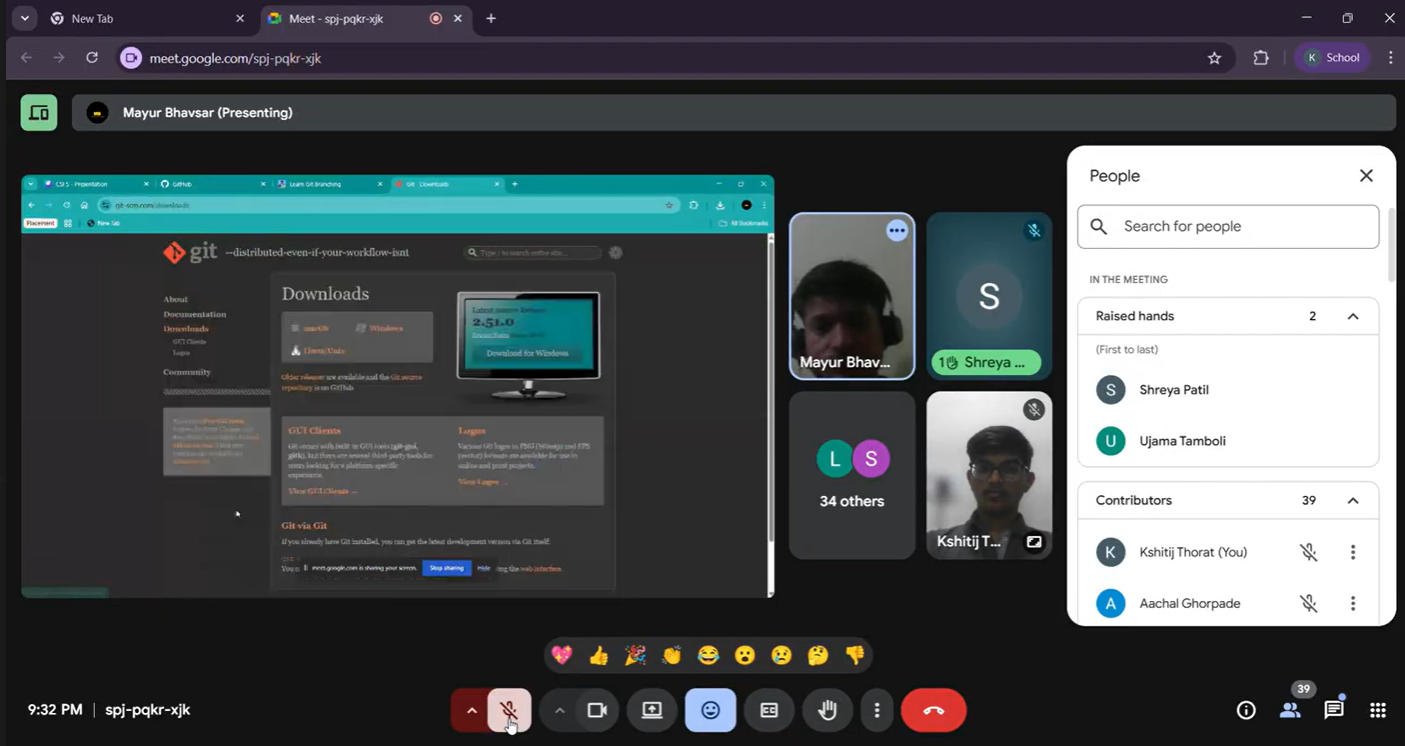 New Tab
Meet - spj-pqkr-xjk
meet.google.com/spj-pqkr-xjk
K School
Mayur Bhavsar (Presenting)
CSI 5 - Presentation
GitHub
Learn Git Branching
Git - Downloads
git-scm.com/downloads
Placement
New Tab
All Bookmarks
git --distributed-even-if-your-workflow-isnt
Type / to search entire site...
About
Documentation
Downloads
GUI Clients
Logos
Community
Downloads
macOS
Windows
Linux/Unix
Older releases are available and the Git source
repository is on GitHub
Latest source Release
2.51.0
Download for Windows
GUI Clients
Git comes with built-in GUI tools (git-gui,
gitk), but there are several third-party tools for
users looking for a platform-specific
experience.
View GUI Clients →
Logos
Various Git logos in PNG (bitmap) and EPS
(vector) formats are available for use in
online and print projects.
View Logos →
Git via Git
If you already have Git installed, you can get the latest development version via Git itself:
meet.google.com is sharing your screen.
Stop sharing
Hide
web interface.
Mayur Bhav...
S
1 Shreya ...
L S
34 others
Kshitij T...
People
Search for people
IN THE MEETING
Raised hands 2
(First to last)
S Shreya Patil
U Ujama Tamboli
Contributors 39
K Kshitij Thorat (You)
A Aachal Ghorpade
9:32 PM | spj-pqkr-xjk
39